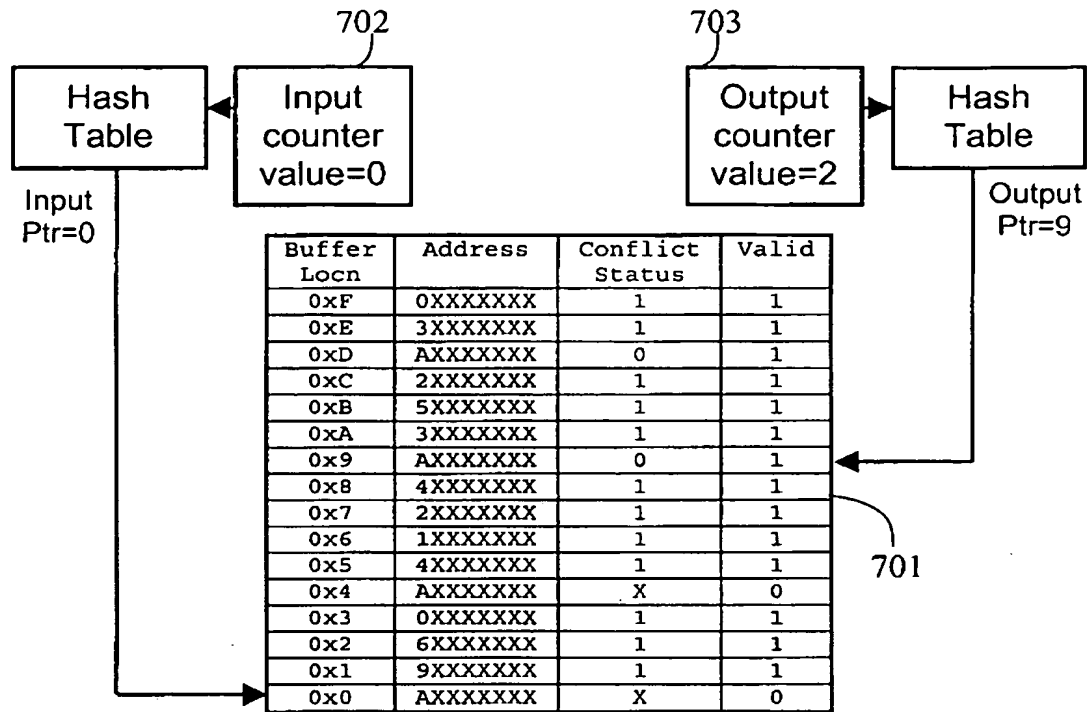 702
703
Hash
Table
Input
counter
value=0
Output
counter
value=2
Hash
Table
Input
Ptr=0
Output
Ptr=9
Buffer Locn Address Conflict Status Valid
0xF 0XXXXXXX 1 1
0xE 3XXXXXXX 1 1
0xD AXXXXXXX 0 1
0xC 2XXXXXXX 1 1
0xB 5XXXXXXX 1 1
0xA 3XXXXXXX 1 1
0x9 AXXXXXXX 0 1
0x8 4XXXXXXX 1 1
0x7 2XXXXXXX 1 1
0x6 1XXXXXXX 1 1
0x5 4XXXXXXX 1 1
0x4 AXXXXXXX X 0
0x3 0XXXXXXX 1 1
0x2 6XXXXXXX 1 1
0x1 9XXXXXXX 1 1
0x0 AXXXXXXX X 0
701